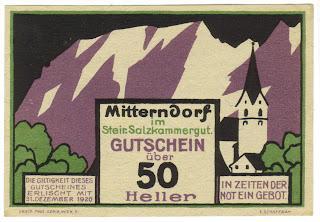 Mitterndorf
im
Steir. Salzkammergut.
GUTSCHEIN
über
50
Heller
DIE GILTIGKEIT DIESES
GUTSCHEINES
ERLISCHT MIT
31. DEZEMBER 1920
IN ZEITEN DER
NOT EIN GEBOT.